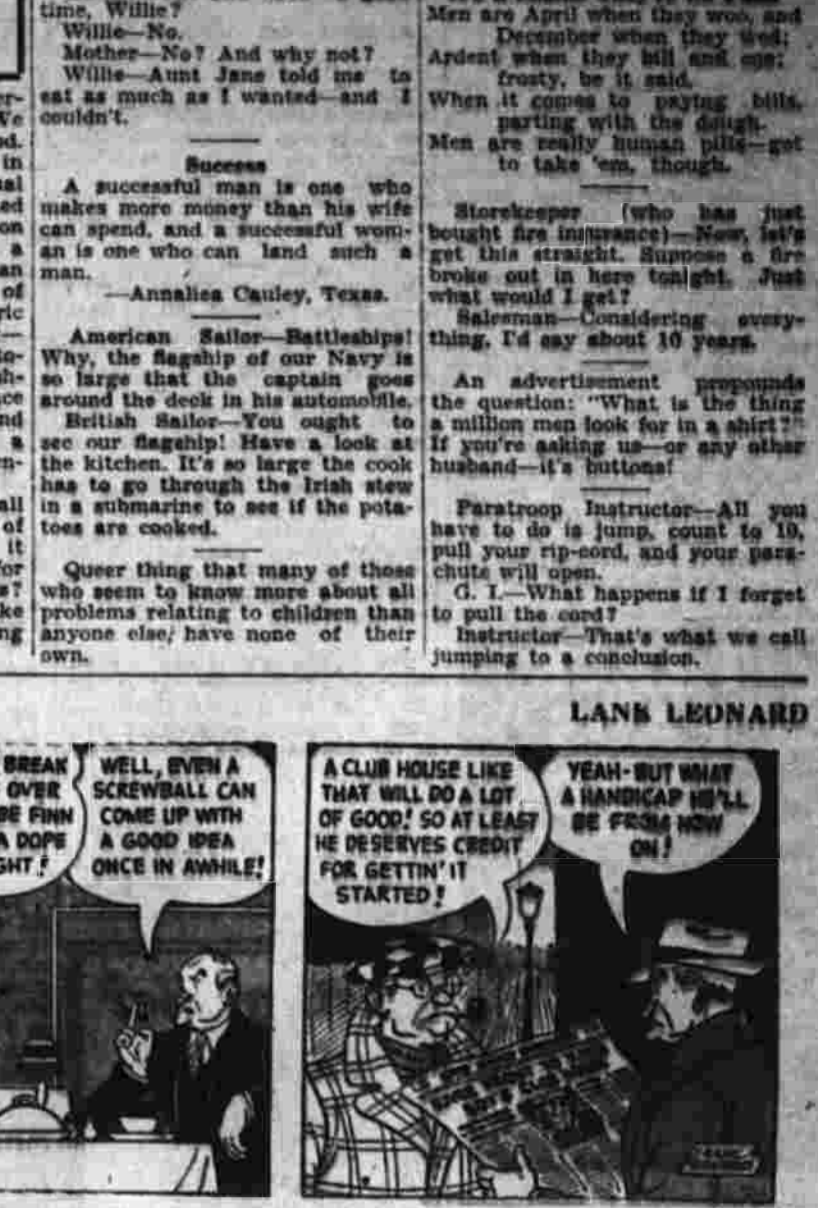 time, Willie?
Willie—No.
Mother—No? And why not?
Willie—Aunt Jane told me to
eat as much as I wanted—and I
couldn't.
Success
A successful man is one who
makes more money than his wife
can spend, and a successful wom-
an is one who can land such a
man.
—Annaliea Cauley, Texas.
American Sailor—Battleships!
Why, the flagship of our Navy is
so large that the captain goes
around the deck in his automobile.
British Sailor—You ought to
see our flagship! Have a look at
the kitchen. It's so large the cook
has to go through the Irish stew
in a submarine to see if the pota-
toes are cooked.
Queer thing that many of those
who seem to know more about all
problems relating to children than
anyone else, have none of their
own.
Men are April when they woo, and
December when they wed;
Ardent when they bill and coo;
frosty, be it said.
When it comes to paying bills,
parting with the dough.
Men are really human pills—got
to take 'em, though.
Storekeeper (who has just
bought fire insurance)—Now, let's
get this straight. Suppose a fire
broke out in here tonight. Just
what would I get?
Salesman—Considering every-
thing, I'd say about 10 years.
An advertisement propounds
the question: "What is the thing
a million men look for in a shirt?"
If you're asking us—or any other
husband—it's buttons!
Paratroop Instructor—All you
have to do is jump, count to 10,
pull your rip-cord, and your para-
chute will open.
G. I.—What happens if I forget
to pull the cord?
Instructor—That's what we call
jumping to a conclusion.
LANK LEONARD
BREAK
OVER
BE FINN
A DOPE
GHT!
WELL, EVEN A
SCREWBALL CAN
COME UP WITH
A GOOD IDEA
ONCE IN AWHILE!
A CLUB HOUSE LIKE
THAT WILL DO A LOT
OF GOOD! SO AT LEAST
HE DESERVES CREDIT
FOR GETTIN' IT
STARTED!
YEAH-BUT WHAT
A HANDICAP HE'LL
BE FROM NOW
ON!